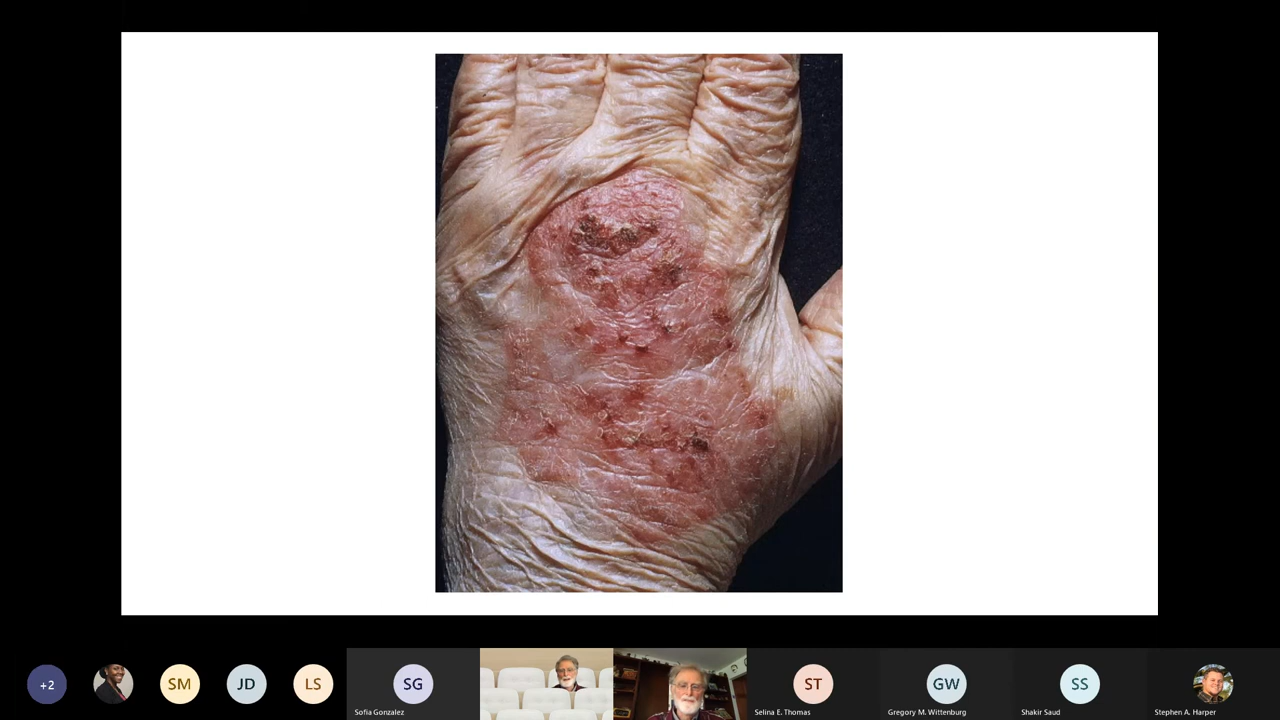 +2
SM
JD
LS
SG
Sofia Gonzalez
ST
Selina E. Thomas
GW
Gregory M. Wittenburg
SS
Shakir Saud
Stephen A. Harper